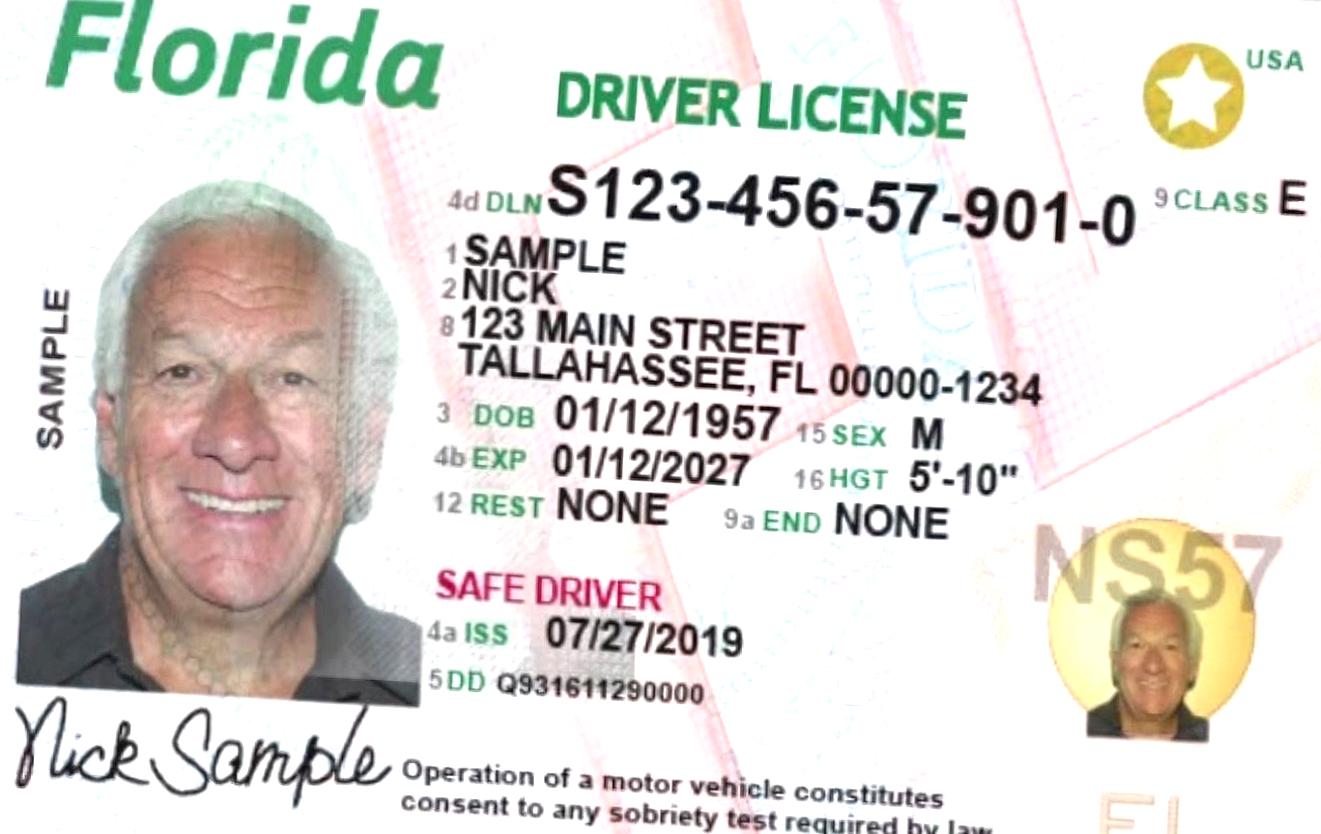 Florida
DRIVER LICENSE
USA
4d DLN S123-456-57-901-0
9 CLASS E
1 SAMPLE
2 NICK
8 123 MAIN STREET
TALLAHASSEE, FL 00000-1234
3 DOB 01/12/1957 15 SEX M
4b EXP 01/12/2027 16 HGT 5'-10"
12 REST NONE 9a END NONE
SAFE DRIVER
4a ISS 07/27/2019
5 DD Q931611290000
SAMPLE
NS57
Nick Sample
Operation of a motor vehicle constitutes
consent to any sobriety test required by law